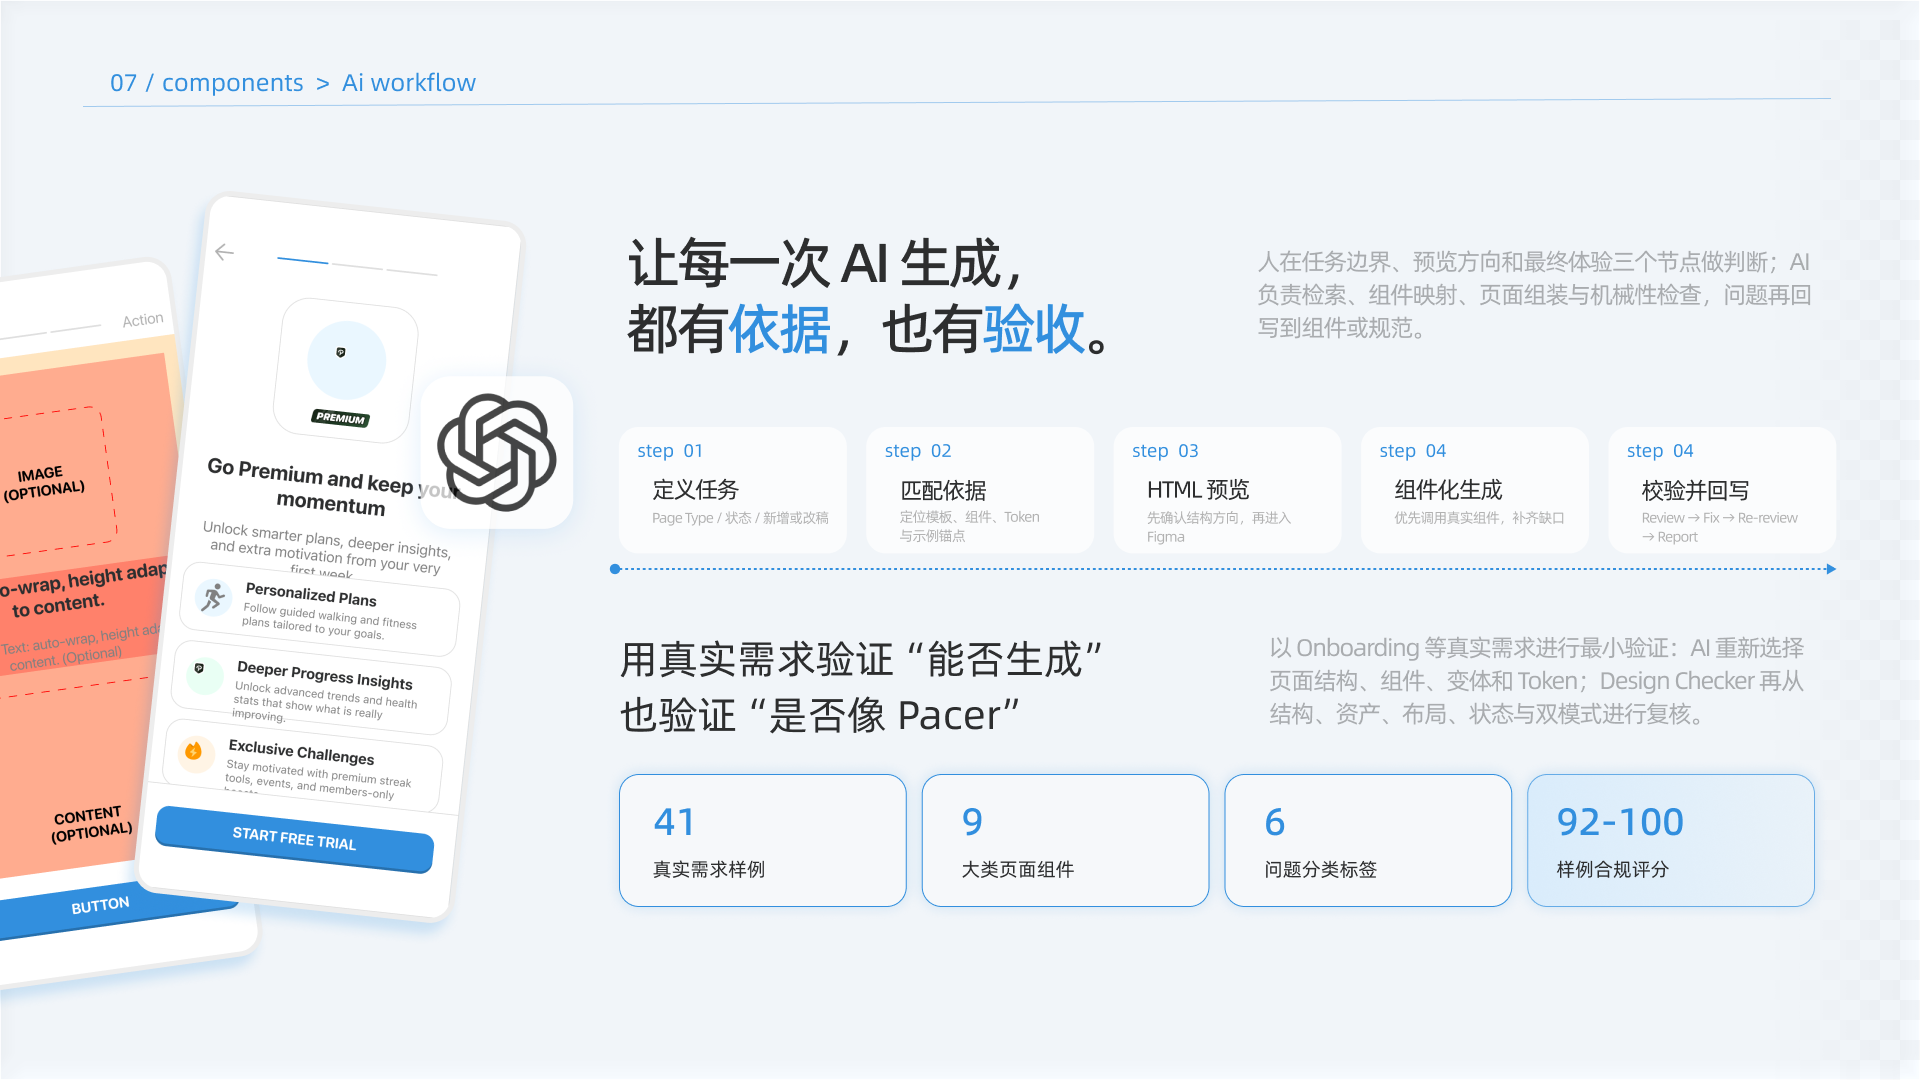 07 / components > Ai workflow
让每一次 AI 生成，
都有依据，也有验收。
人在任务边界、预览方向和最终体验三个节点做判断；AI
负责检索、组件映射、页面组装与机械性检查，问题再回
写到组件或规范。
step 01
定义任务
Page Type / 状态 / 新增或改稿
step 02
匹配依据
定位模板、组件、Token
与示例锚点
step 03
HTML 预览
先确认结构方向，再进入
Figma
step 04
组件化生成
优先调用真实组件，补齐缺口
step 04
校验并回写
Review → Fix → Re-review
→ Report
用真实需求验证 “能否生成”
也验证 “是否像 Pacer”
以 Onboarding 等真实需求进行最小验证：AI 重新选择
页面结构、组件、变体和 Token；Design Checker 再从
结构、资产、布局、状态与双模式进行复核。
41
真实需求样例
9
大类页面组件
6
问题分类标签
92-100
样例合规评分
Action
IMAGE
(OPTIONAL)
o-wrap, height adap
to content.
Text: auto-wrap, height ada
content. (Optional)
CONTENT
(OPTIONAL)
BUTTON
PREMIUM
Go Premium and keep your
momentum
Unlock smarter plans, deeper insights,
and extra motivation from your very
first week.
Personalized Plans
Follow guided walking and fitness
plans tailored to your goals.
Deeper Progress Insights
Unlock advanced trends and health
stats that show what is really
improving.
Exclusive Challenges
Stay motivated with premium streak
tools, events, and members-only
START FREE TRIAL